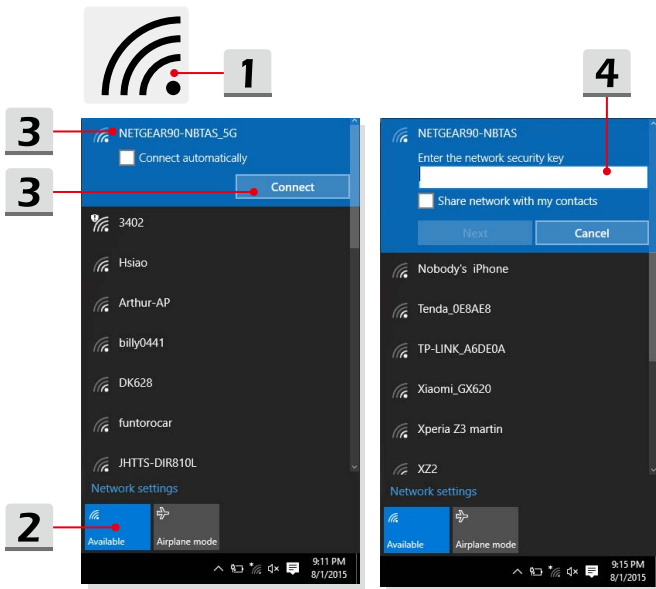 1
3
NETGEAR90-NBTAS_5G
Connect automatically
3
Connect
3402
Hsiao
Arthur-AP
billy0441
DK628
funtorocar
JHTTS-DIR810L
Network settings
2
Available
Airplane mode
9:11 PM
8/1/2015
4
NETGEAR90-NBTAS
Enter the network security key
Share network with my contacts
Next
Cancel
Nobody's iPhone
Tenda_0E8AE8
TP-LINK_A6DE0A
Xiaomi_GX620
Xperia Z3 martin
XZ2
Network settings
Available
Airplane mode
9:15 PM
8/1/2015